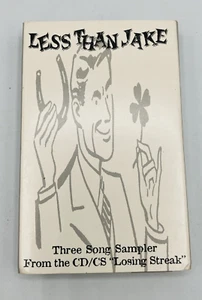 LESS THAN JAKE
Three Song Sampler
From the CD/CS "Losing Streak"